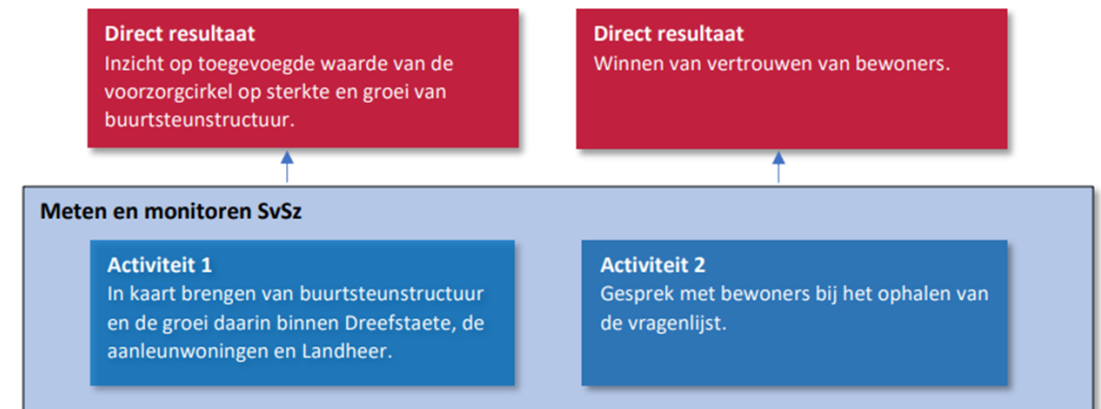 Direct resultaat
Inzicht op toegevoegde waarde van de
voorzorgcirkel op sterkte en groei van
buurtsteunstructuur.
Direct resultaat
Winnen van vertrouwen van bewoners.
Meten en monitoren SvSz
Activiteit 1
In kaart brengen van buurtsteunstructuur
en de groei daarin binnen Dreefstaete, de
aanleunwoningen en Landheer.
Activiteit 2
Gesprek met bewoners bij het ophalen van
de vragenlijst.